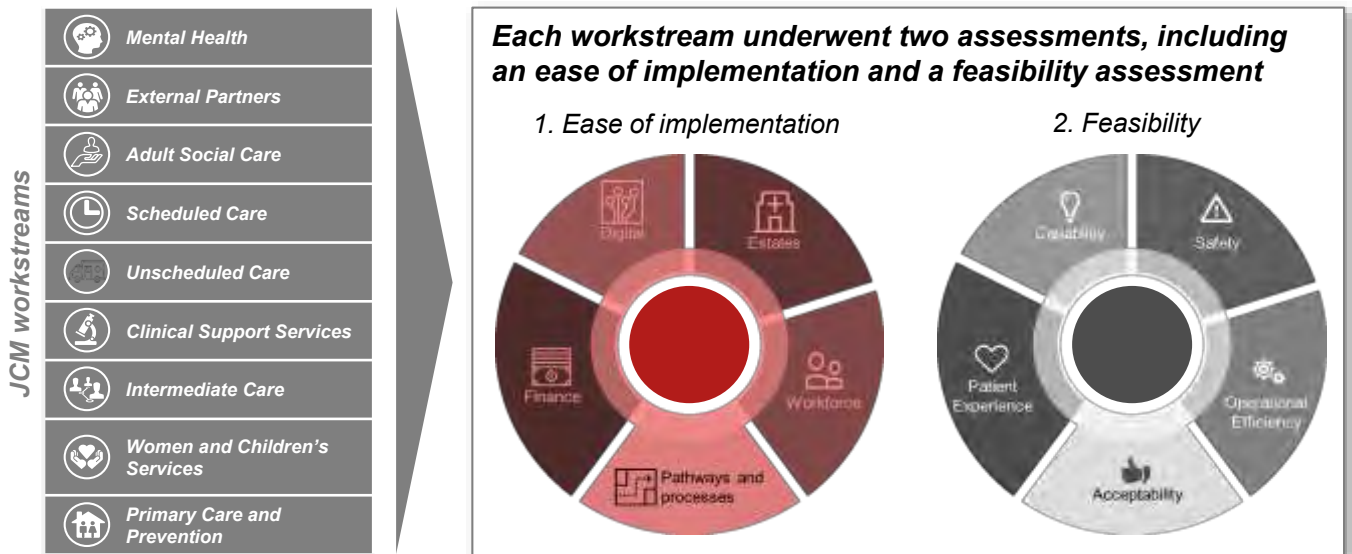 JCM workstreams
Mental Health
External Partners
Adult Social Care
Scheduled Care
Unscheduled Care
Clinical Support Services
Intermediate Care
Women and Children's
Services
Primary Care and
Prevention
Each workstream underwent two assessments, including
an ease of implementation and a feasibility assessment
1. Ease of implementation
Digital
Estates
Finance
Workforce
Pathways and
processes
2. Feasibility
Capability
Safety
Patient
Experience
Operational
Efficiency
Acceptability